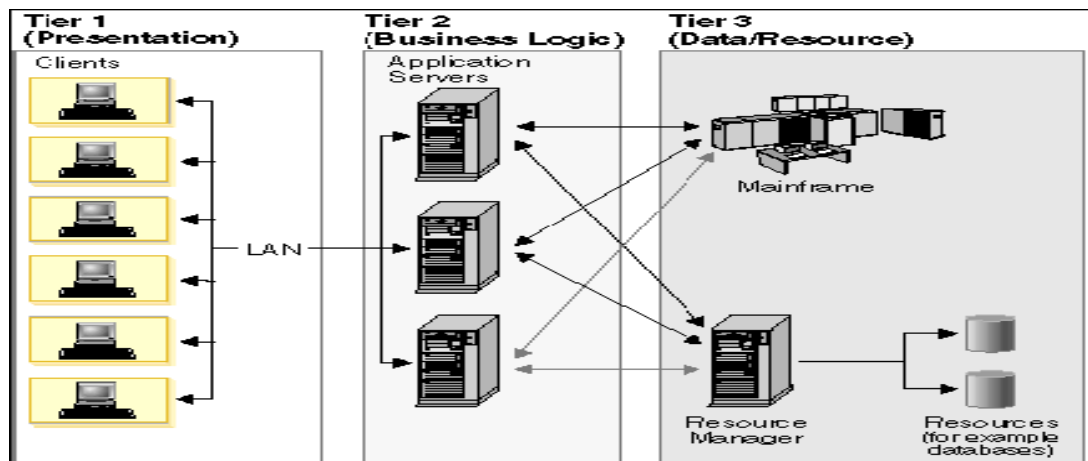 Tier 1
(Presentation)
Clients
LAN
Tier 2
(Business Logic)
Application
Servers
Tier 3
(Data/Resource)
Mainframe
Resource
Manager
Resources
(for example
databases)